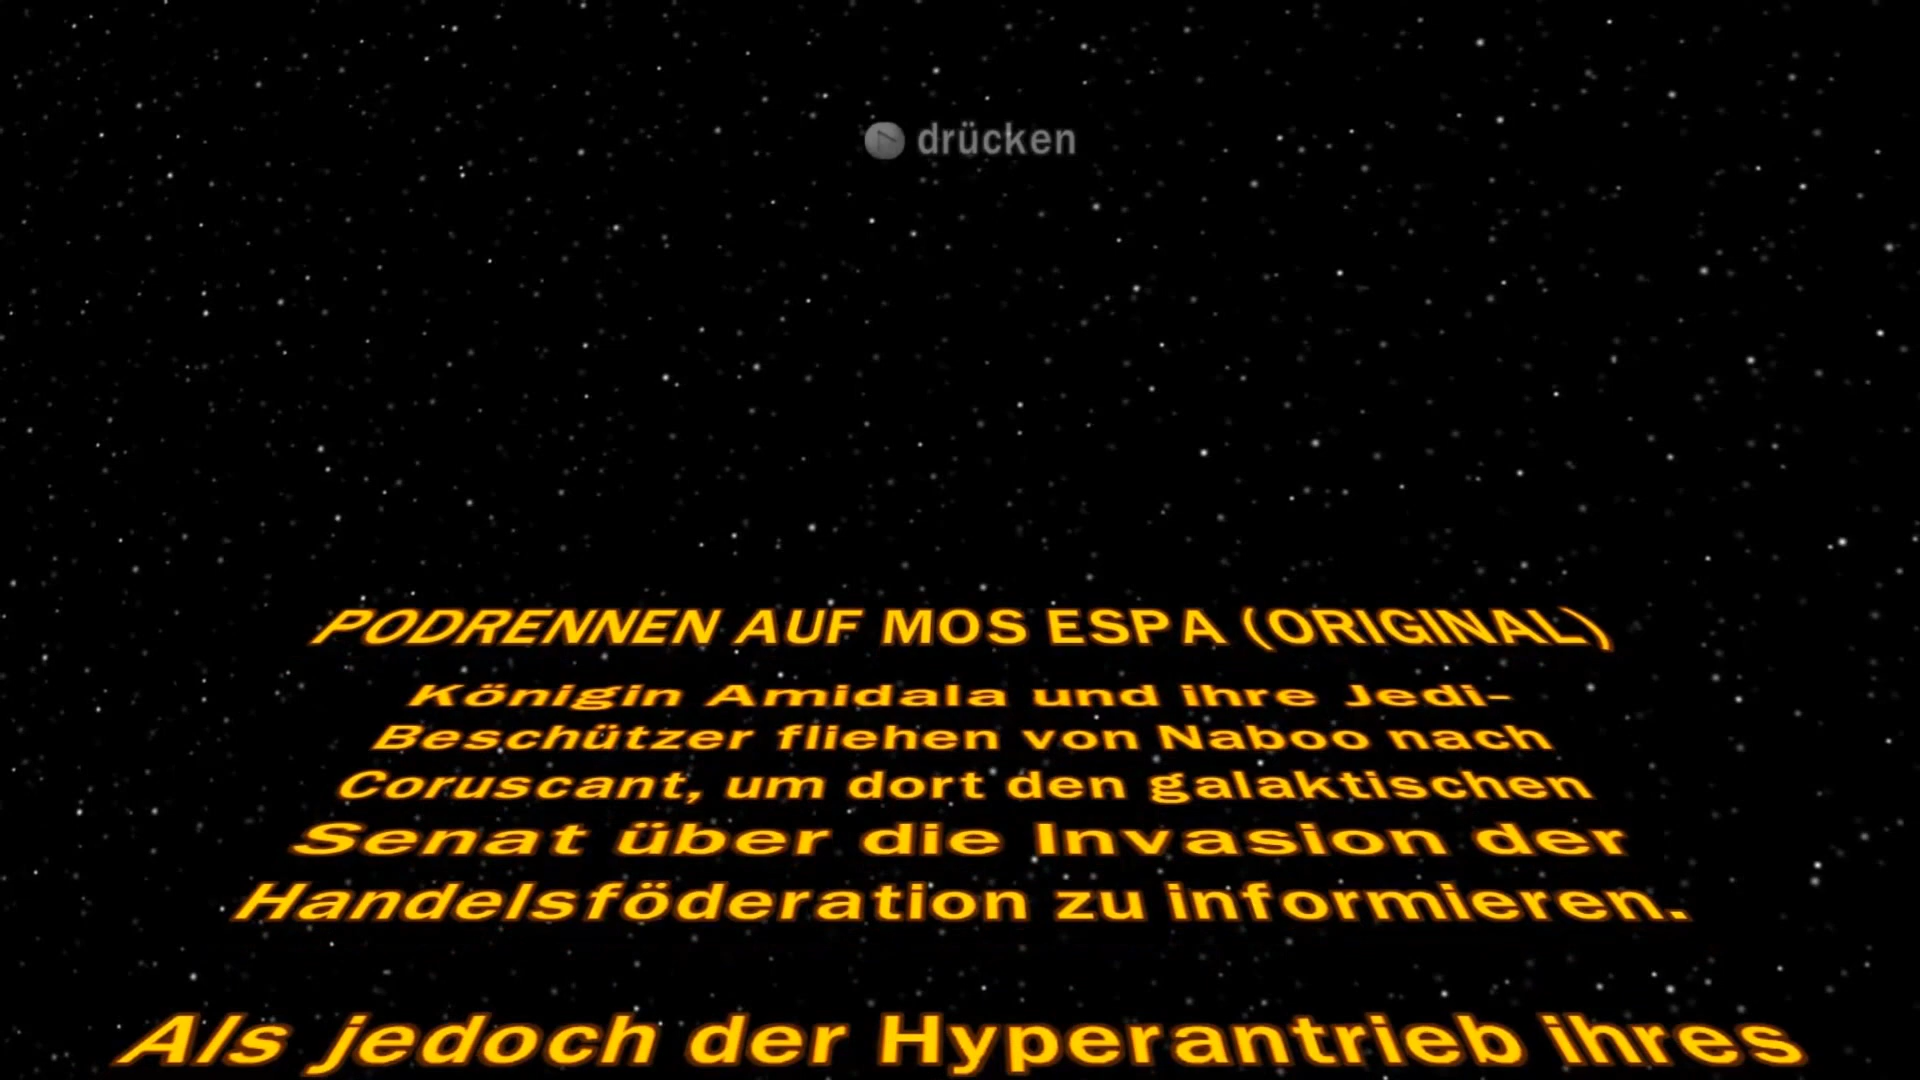 drücken
PODRENNEN AUF MOS ESPA (ORIGINAL)
Königin Amidala und ihre Jedi-
Beschützer fliehen von Naboo nach
Coruscant, um dort den galaktischen
Senat über die Invasion der
Handelsföderation zu informieren.
Als jedoch der Hyperantrieb ihres